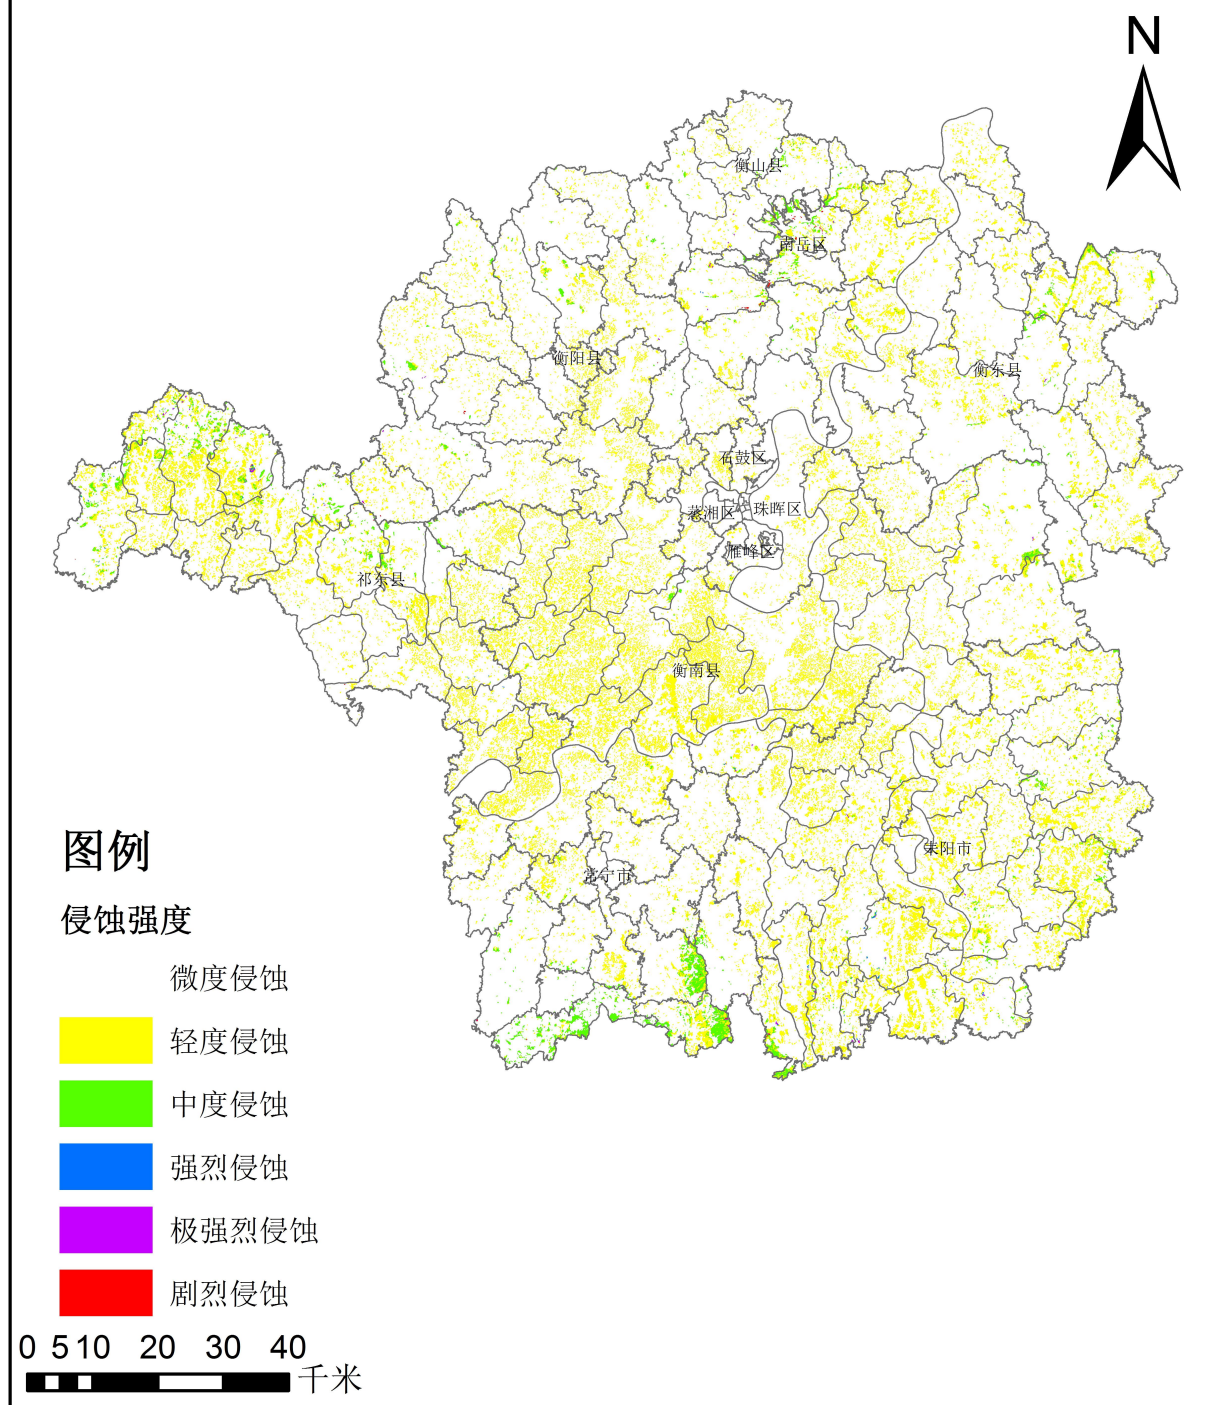 N
衡山县
南岳区
衡阳县
衡东县
石鼓区
蒸湘区
珠晖区
雁峰区
祁东县
衡南县
耒阳市
常宁市
图例
侵蚀强度
微度侵蚀
轻度侵蚀
中度侵蚀
强烈侵蚀
极强烈侵蚀
剧烈侵蚀
0 5 10 20 30 40
千米